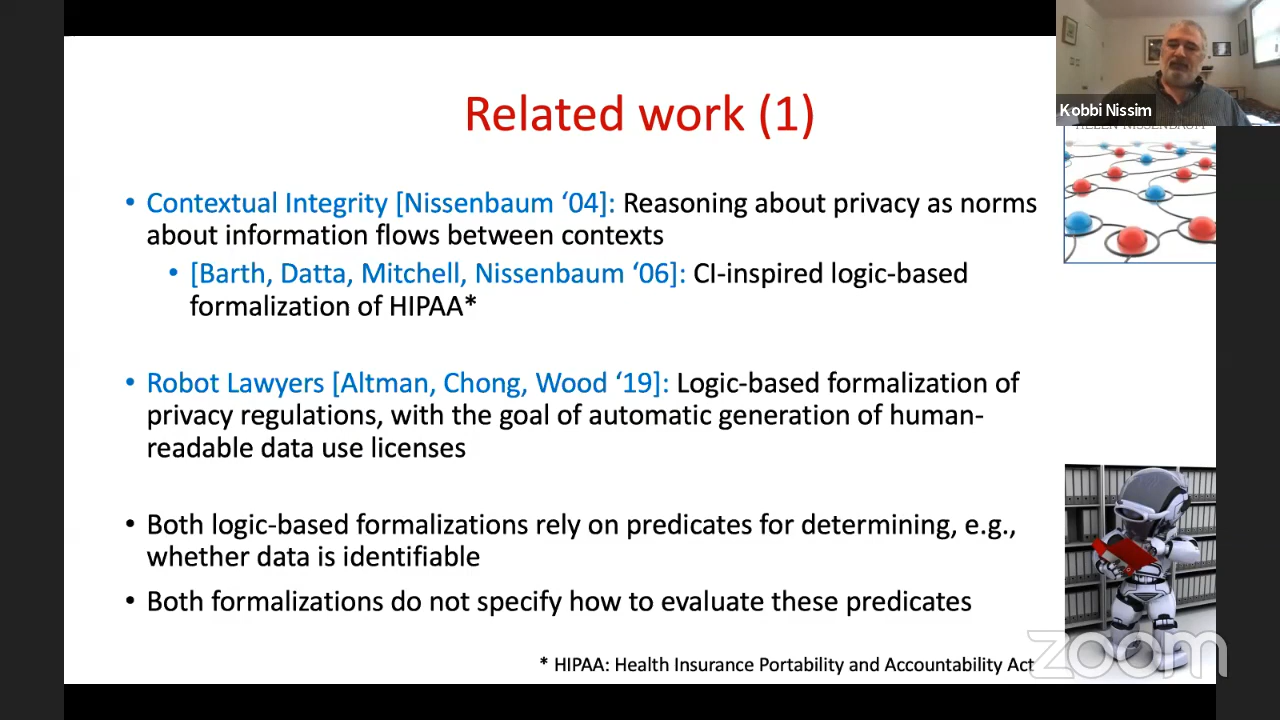 Related work (1)
Kobbi Nissim
HELEN NISSENBAUM
• Contextual Integrity [Nissenbaum ‘04]: Reasoning about privacy as norms
about information flows between contexts
• [Barth, Datta, Mitchell, Nissenbaum ‘06]: CI-inspired logic-based
formalization of HIPAA*
• Robot Lawyers [Altman, Chong, Wood ‘19]: Logic-based formalization of
privacy regulations, with the goal of automatic generation of human-
readable data use licenses
• Both logic-based formalizations rely on predicates for determining, e.g.,
whether data is identifiable
• Both formalizations do not specify how to evaluate these predicates
* HIPAA: Health Insurance Portability and Accountability Act
zoom